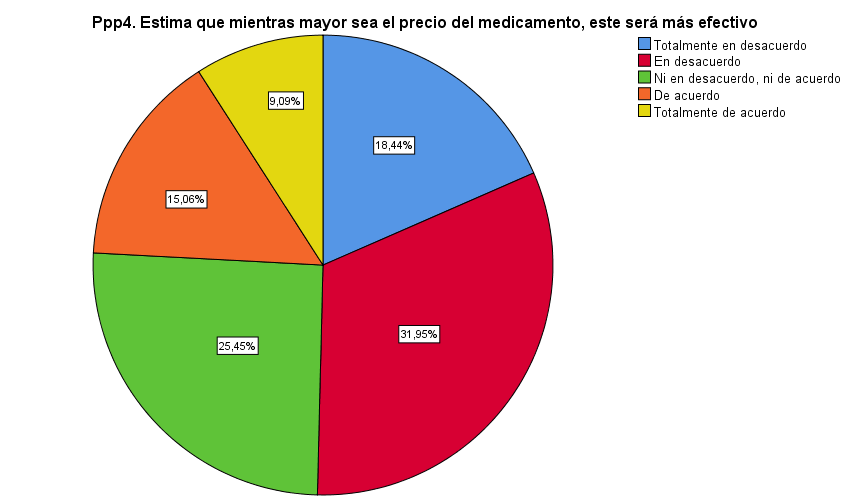 Ppp4. Estima que mientras mayor sea el precio del medicamento, este será más efectivo
Totalmente en desacuerdo
En desacuerdo
Ni en desacuerdo, ni de acuerdo
De acuerdo
Totalmente de acuerdo
9,09%
18,44%
15,06%
31,95%
25,45%